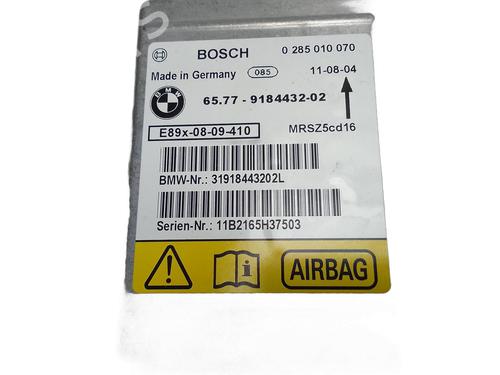 BOSCH 0 285 010 070
Made in Germany 085 11-08-04
BMW 65.77 - 9184432-02
E89x-08-09-410 MRSZ5cd16
BMW-Nr.: 31918443202L
Serien-Nr.: 11B2165H37503
AIRBAG